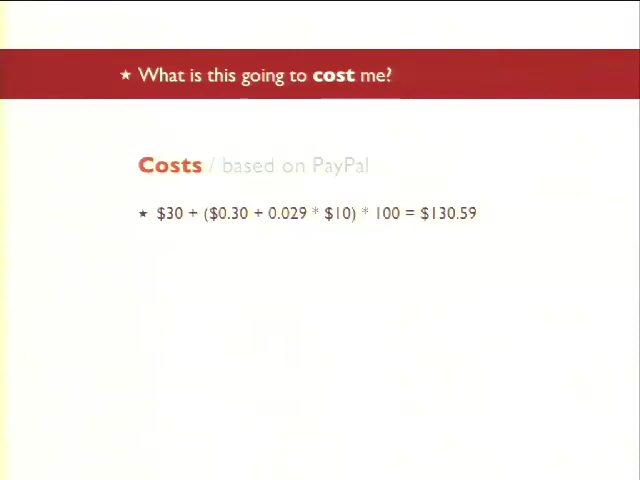 ★ What is this going to cost me?
Costs / based on PayPal
★ $30 + ($0.30 + 0.029 * $10) * 100 = $130.59